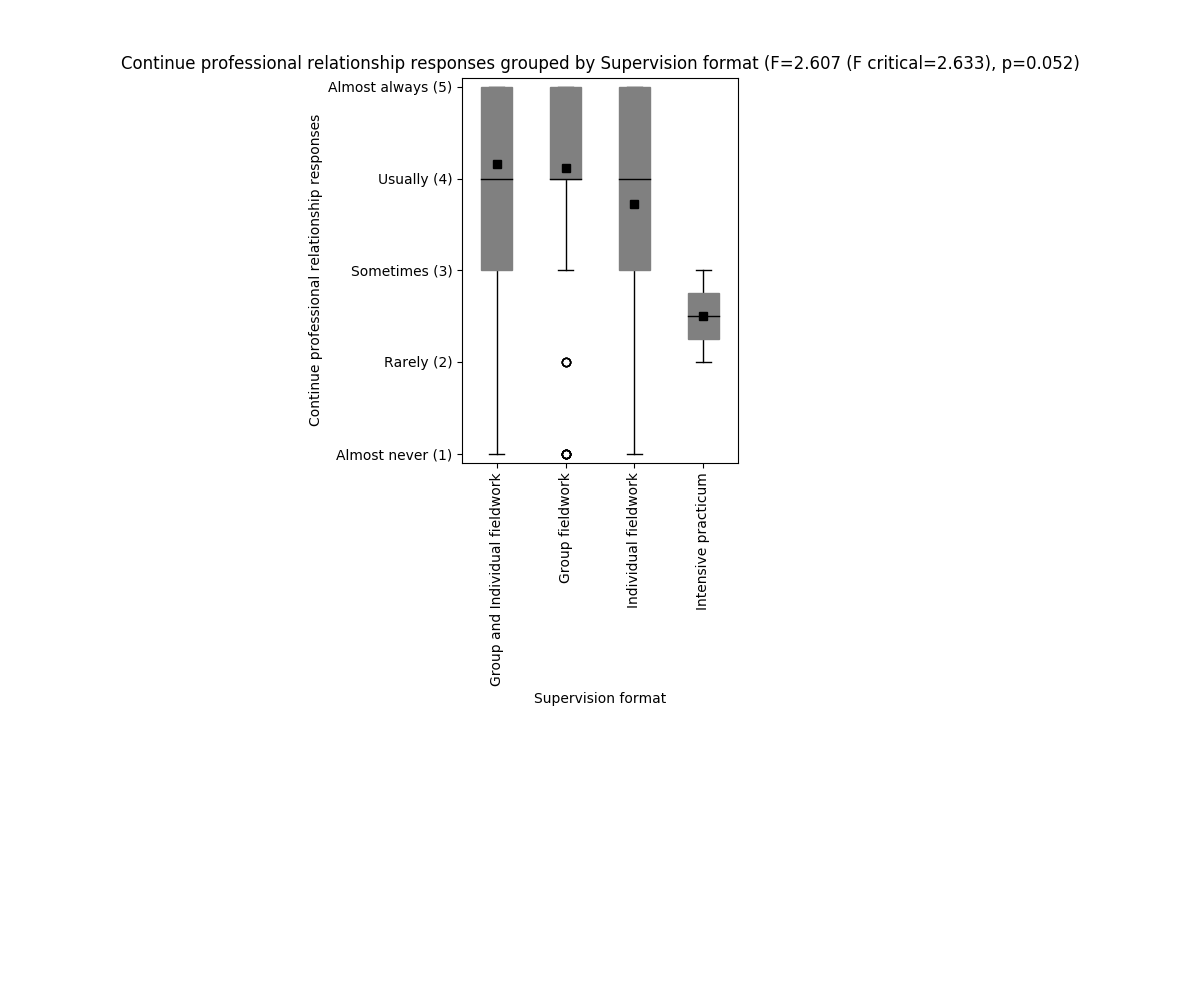 Continue professional relationship responses grouped by Supervision format (F=2.607 (F critical=2.633), p=0.052)
Continue professional relationship responses
Almost always (5)
Usually (4)
Sometimes (3)
Rarely (2)
Almost never (1)
Group and Individual fieldwork
Group fieldwork
Individual fieldwork
Intensive practicum
Supervision format